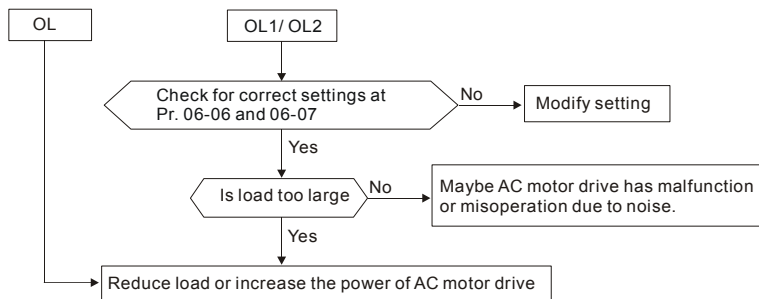 OL
OL1/ OL2
Check for correct settings at
Pr. 06-06 and 06-07
No
Modify setting
Yes
Is load too large
No
Maybe AC motor drive has malfunction
or misoperation due to noise.
Yes
Reduce load or increase the power of AC motor drive